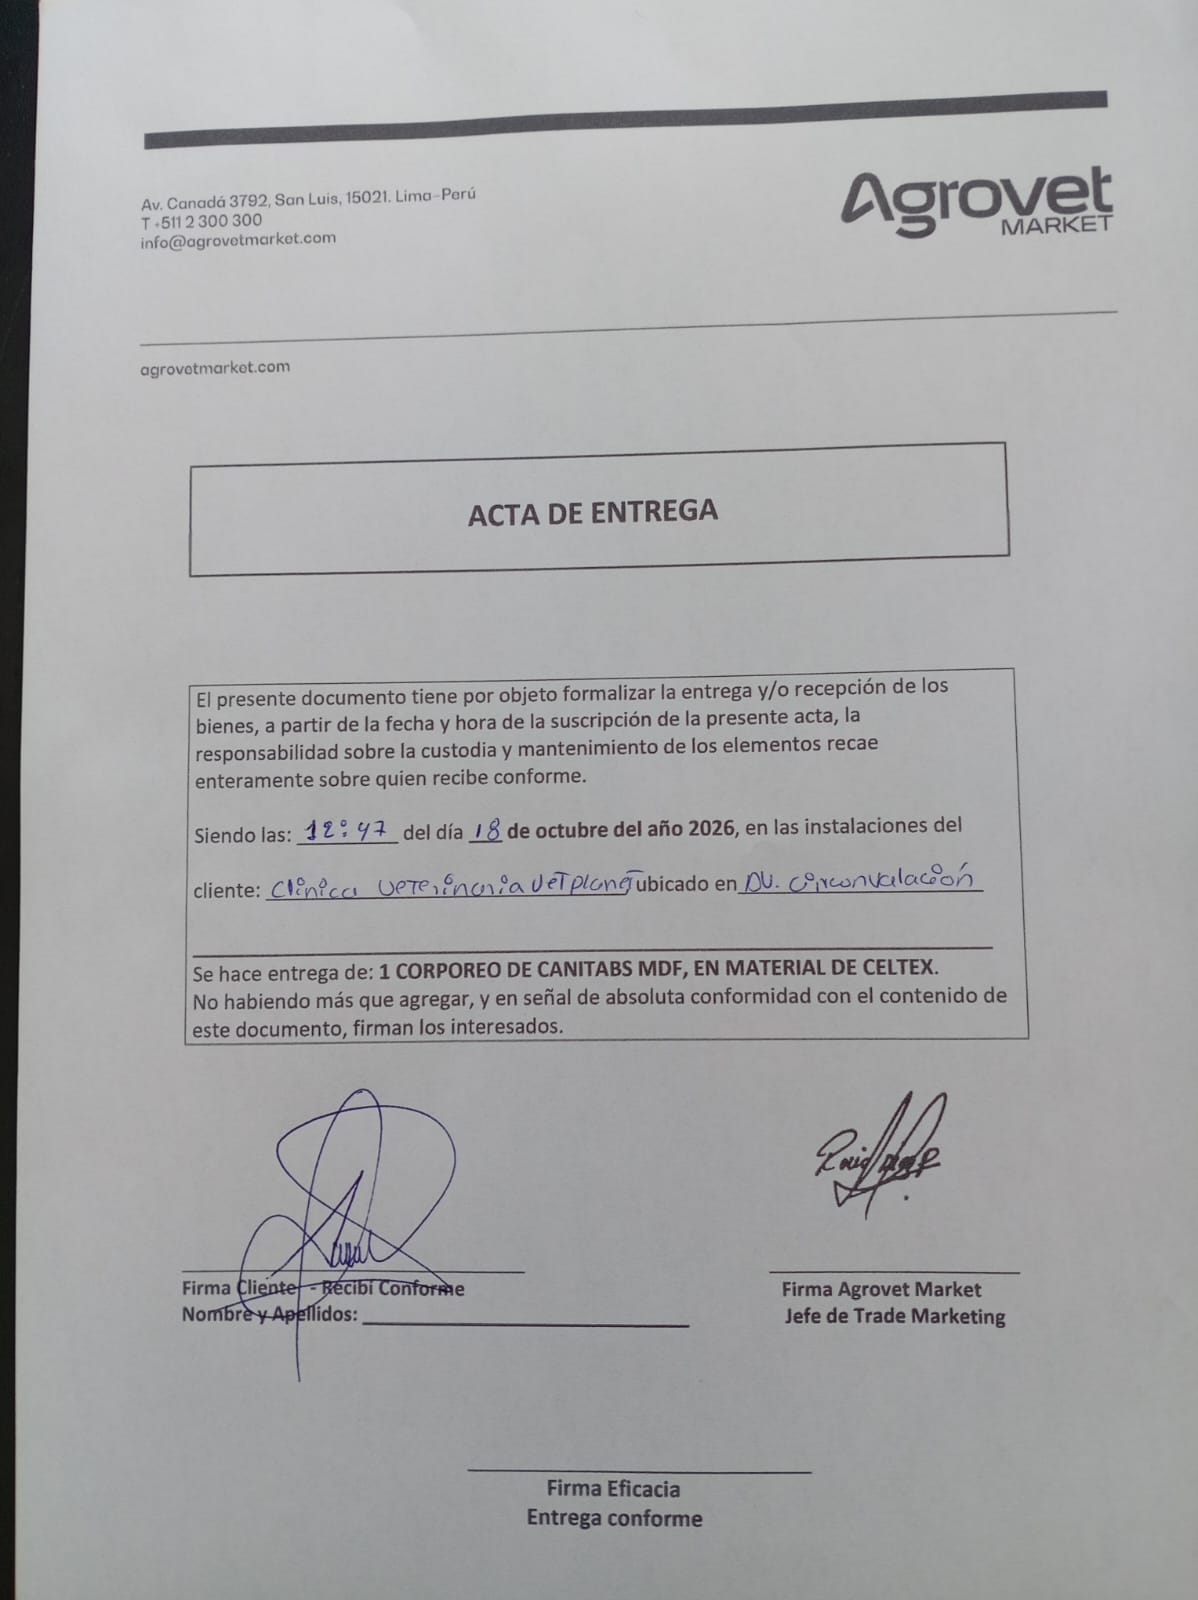 Av. Canadá 3792, San Luis, 15021. Lima-Perú
T +511 2 300 300
info@agrovetmarket.com
Agrovet
MARKET
agrovetmarket.com
ACTA DE ENTREGA
El presente documento tiene por objeto formalizar la entrega y/o recepción de los
bienes, a partir de la fecha y hora de la suscripción de la presente acta, la
responsabilidad sobre la custodia y mantenimiento de los elementos recae
enteramente sobre quien recibe conforme.
Siendo las: 12:47 del día 18 de octubre del año 2026, en las instalaciones del
cliente: Clinica veterinaria vetplanet ubicado en DV. circonvalación
Se hace entrega de: 1 CORPOREO DE CANITABS MDF, EN MATERIAL DE CELTEX.
No habiendo más que agregar, y en señal de absoluta conformidad con el contenido de
este documento, firman los interesados.
Firma Cliente - Recibí Conforme
Nombre y Apellidos:
Firma Agrovet Market
Jefe de Trade Marketing
Firma Eficacia
Entrega conforme